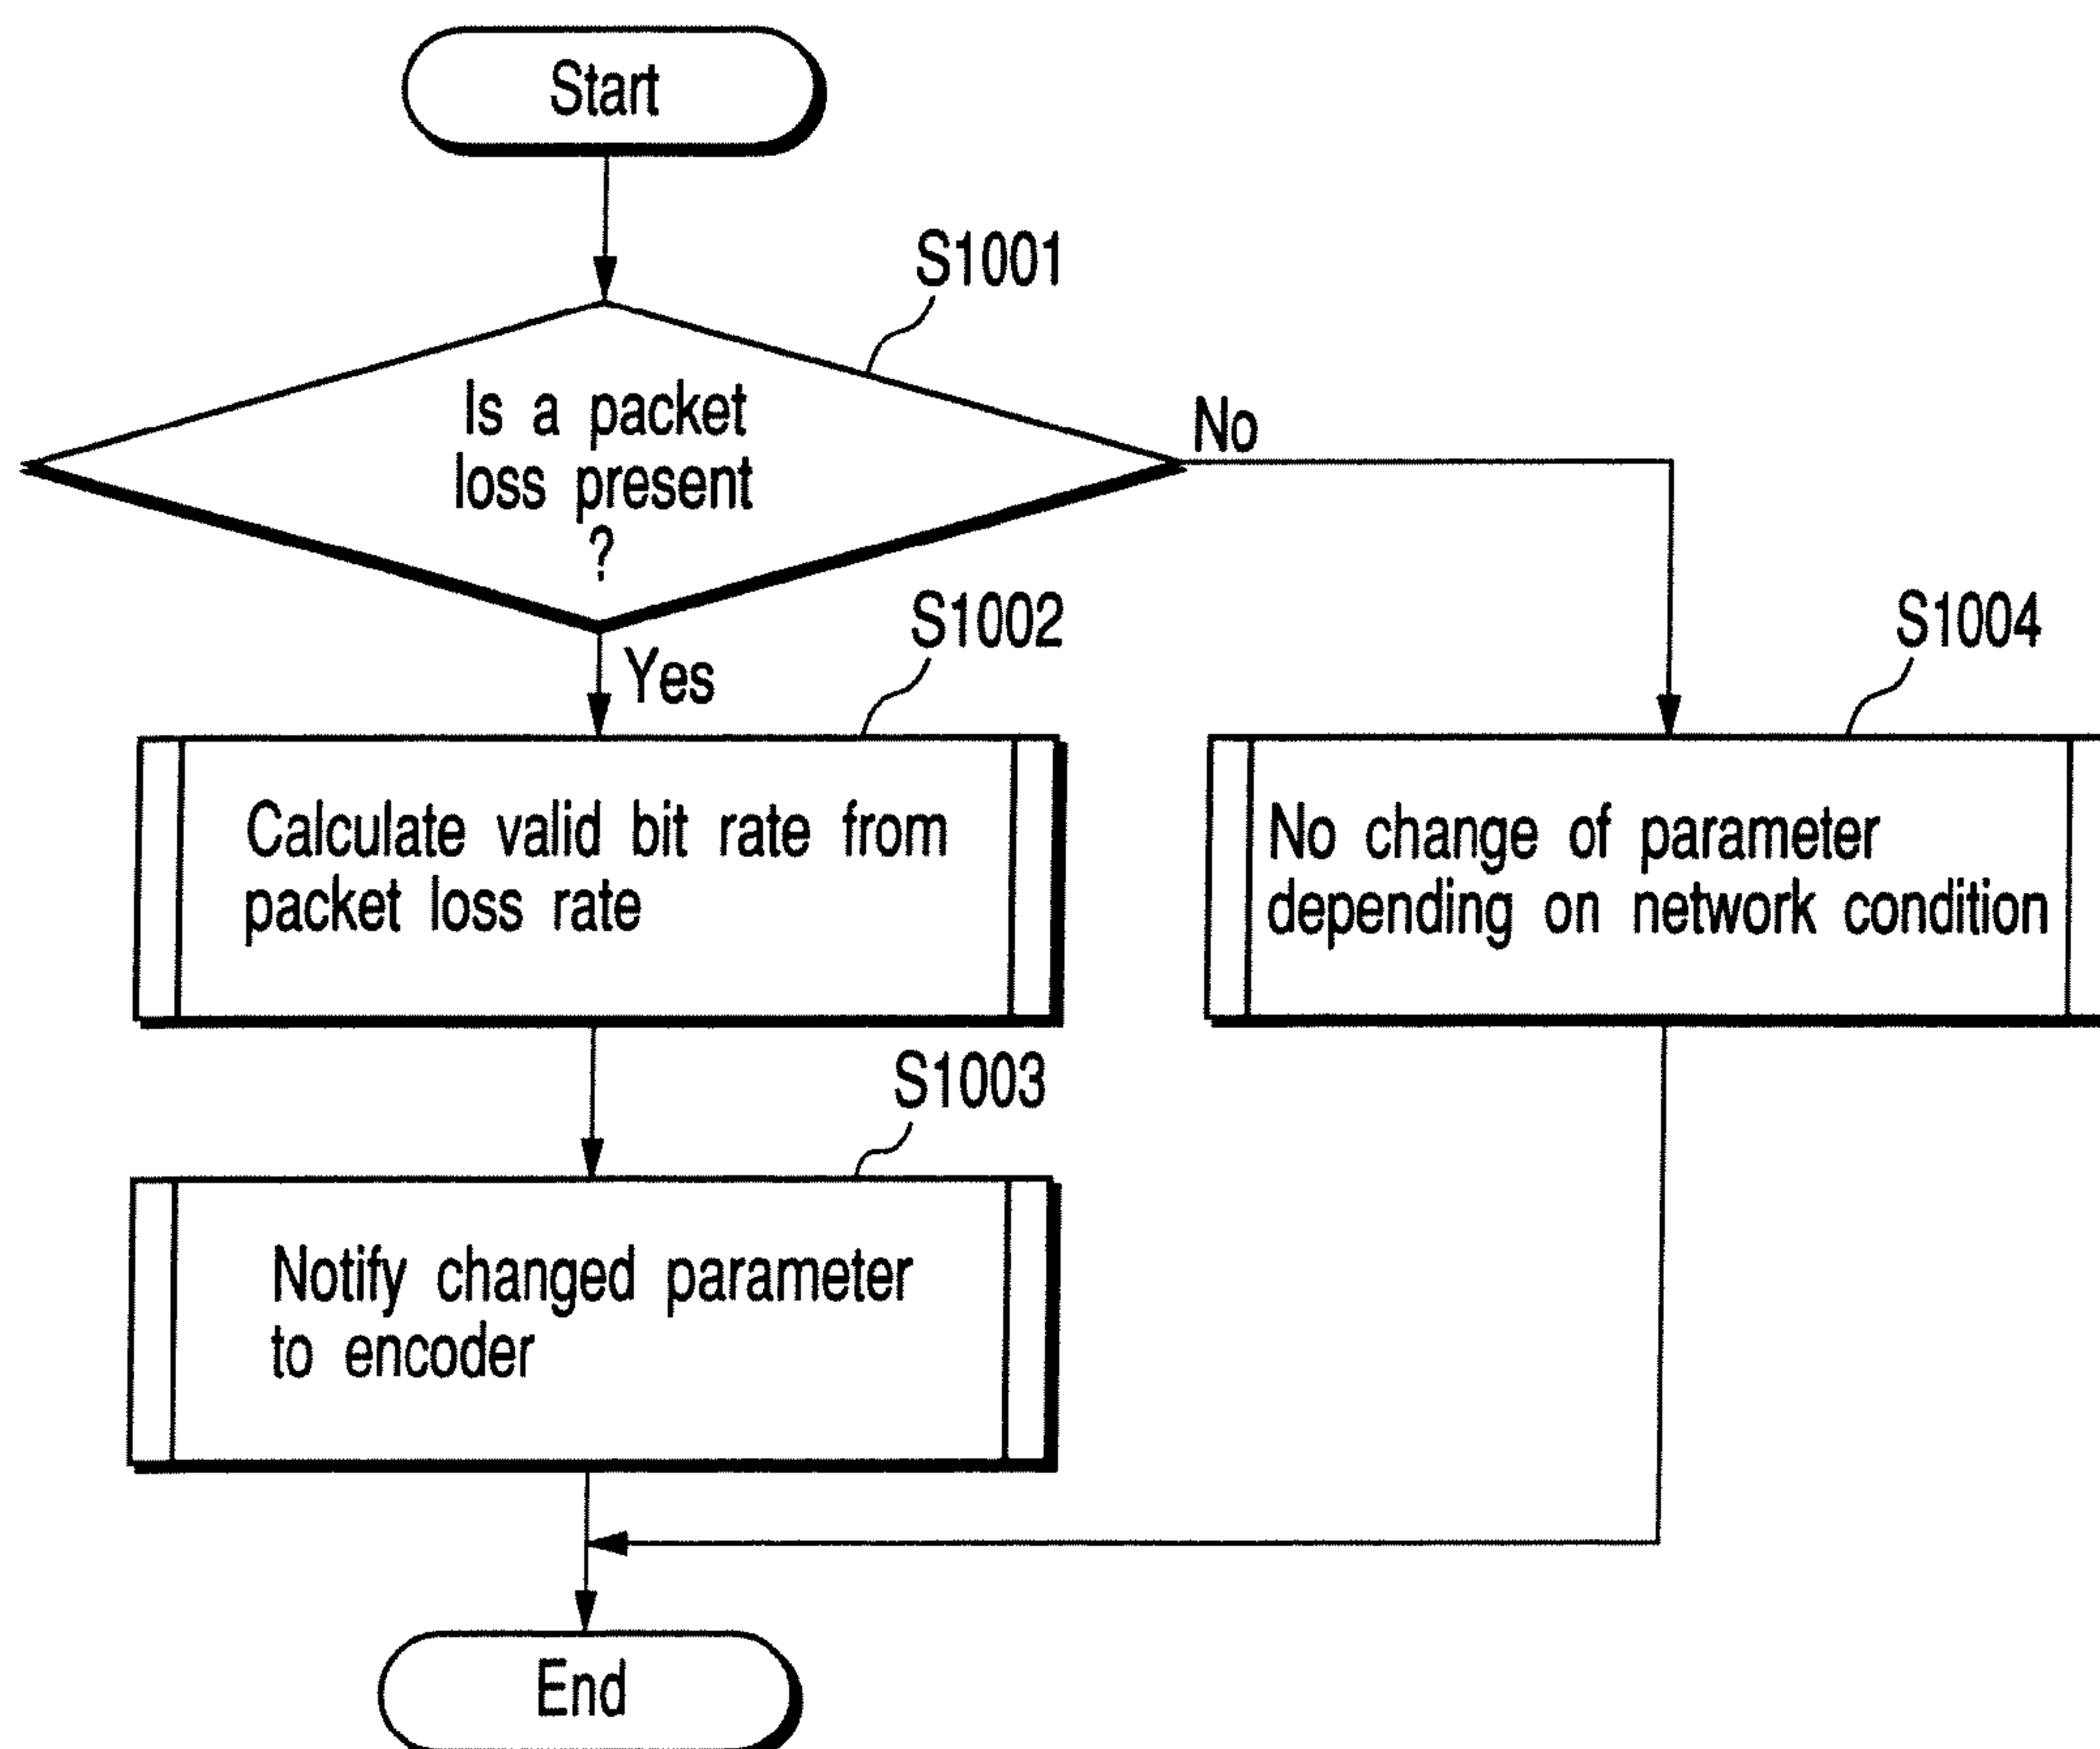 Start
S1001
Is a packet
loss present
?
No
Yes
S1002
S1004
Calculate valid bit rate from
packet loss rate
No change of parameter
depending on network condition
S1003
Notify changed parameter
to encoder
End